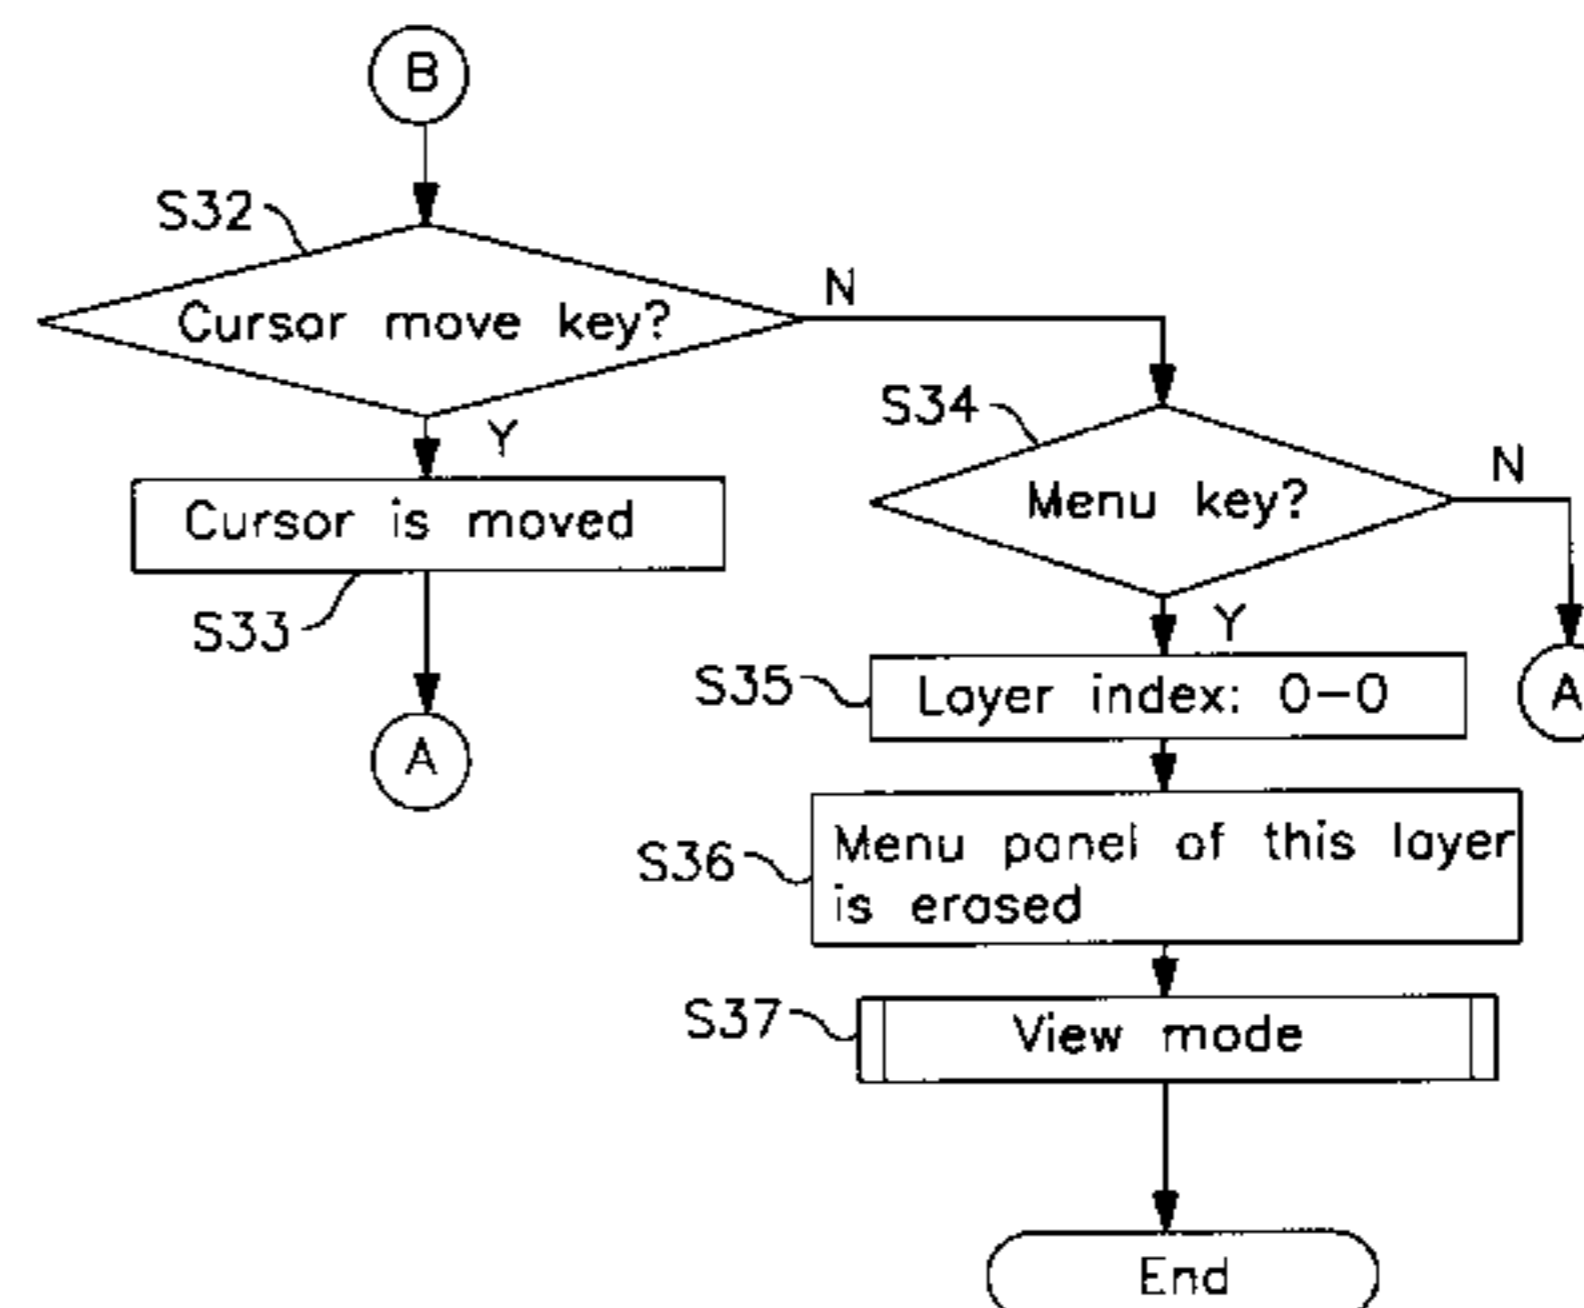 B
S32
Cursor move key?
N
Y
Cursor is moved
S33
A
S34
Menu key?
N
Y
A
S35
Layer index: 0-0
S36
Menu panel of this layer
is erased
S37
View mode
End